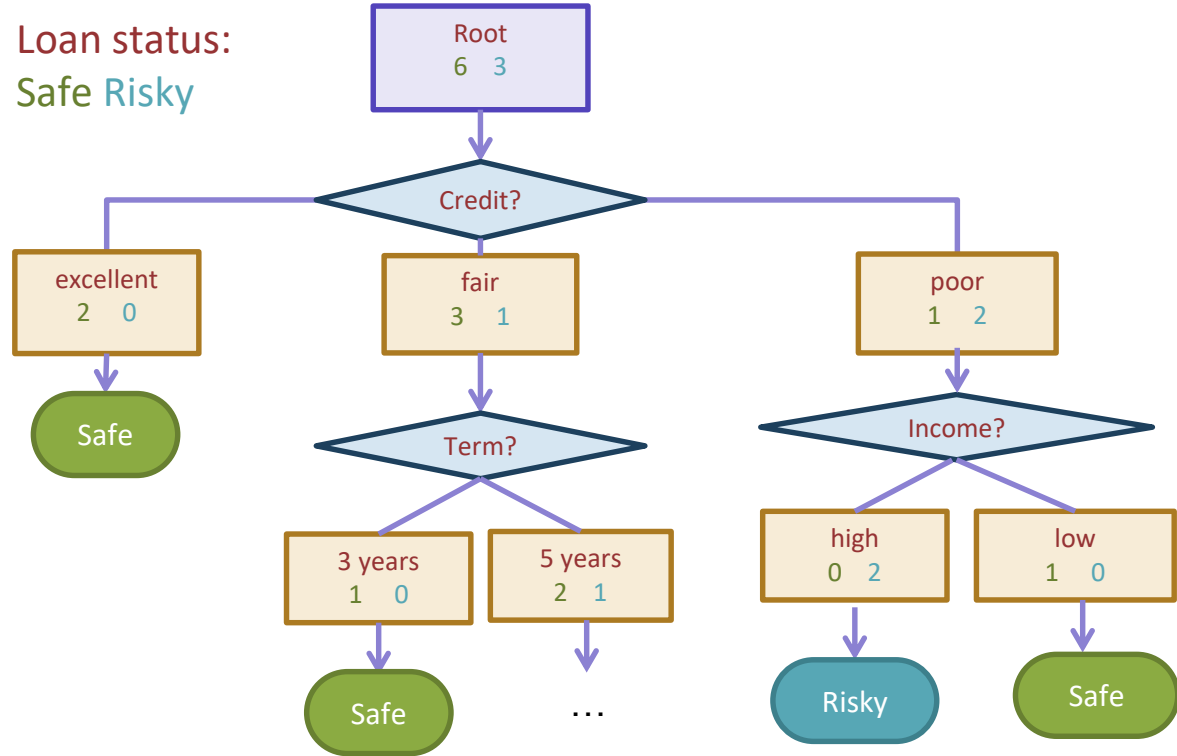 Loan status:
Safe Risky
Root
6 3
Credit?
excellent
2 0
fair
3 1
poor
1 2
Safe
Term?
Income?
3 years
1 0
5 years
2 1
high
0 2
low
1 0
Safe
...
Risky
Safe